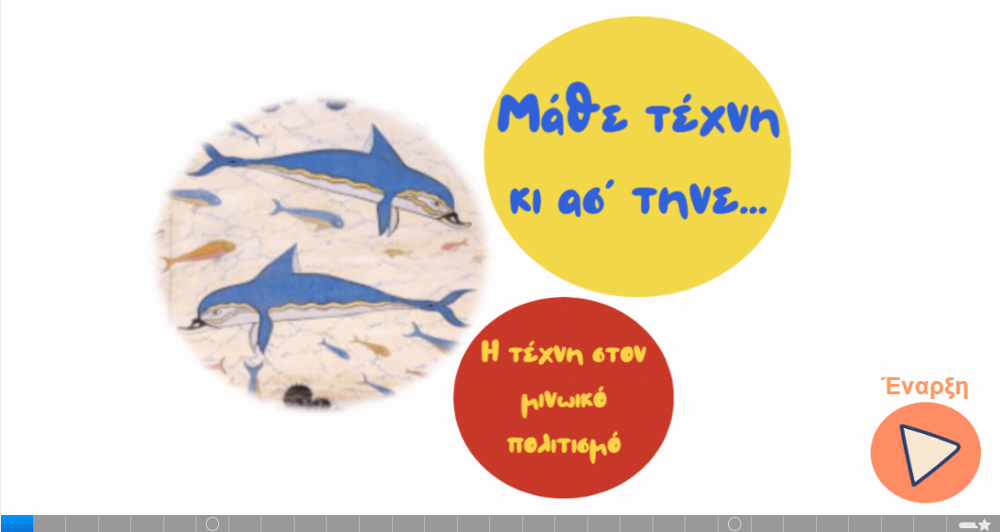 Μάθε τέχνη
κι ασ' τηνε...
Η τέχνη στον
μινωικό
πολιτισμό
Έναρξη